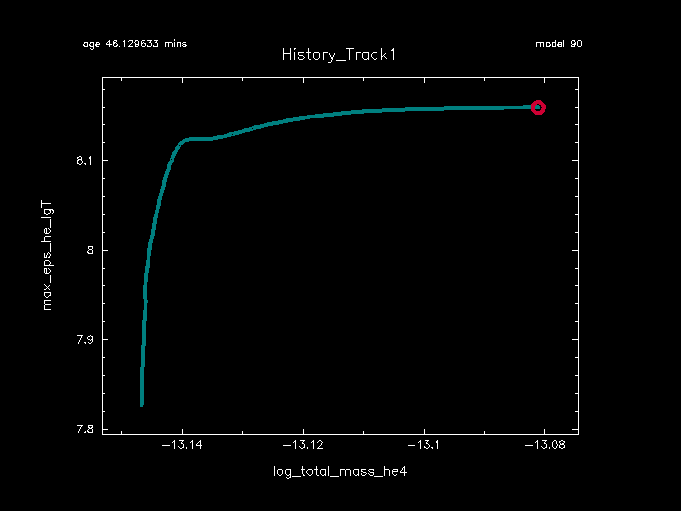 age 46.129633 mins
model 90
History_Track1
8.1
8
7.9
7.8
max_eps_he_lgT
−13.14
−13.12
−13.1
−13.08
log_total_mass_he4